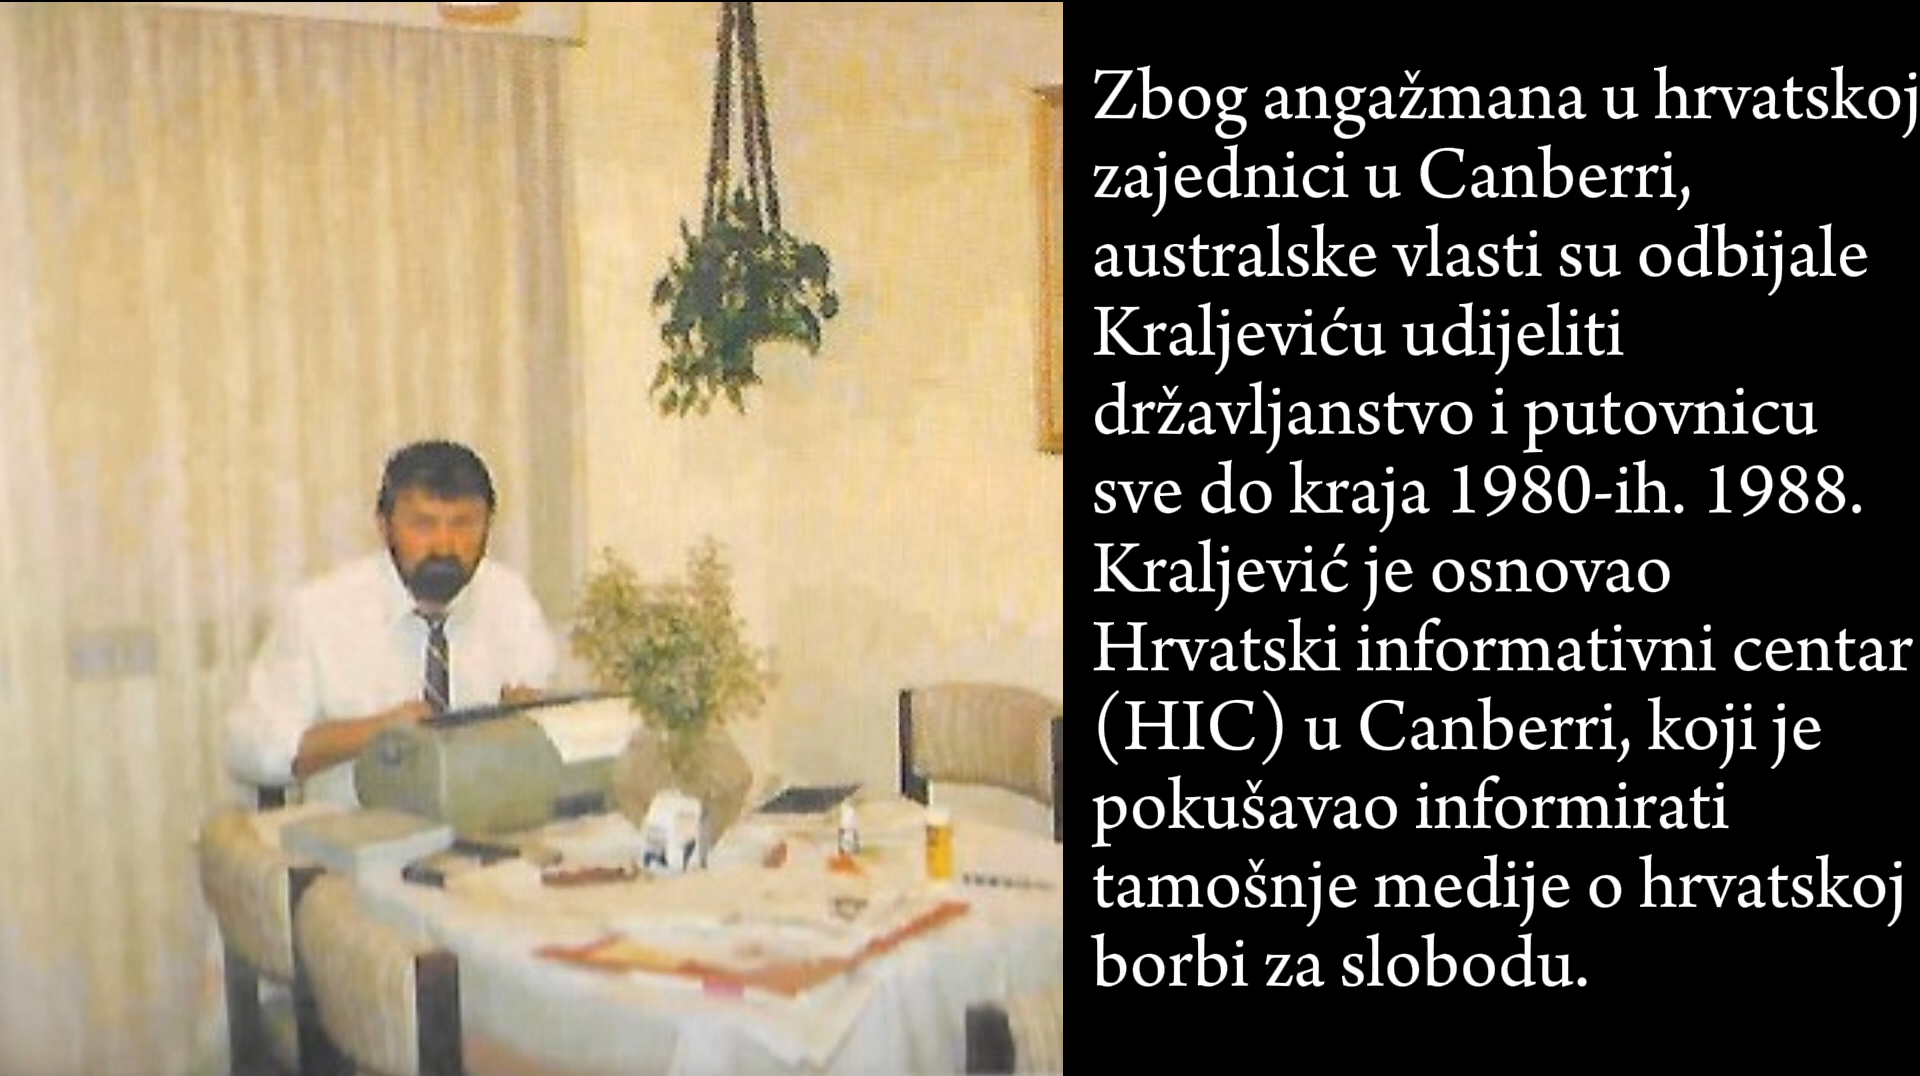 Zbog angažmana u hrvatskoj
zajednici u Canberri,
australske vlasti su odbijale
Kraljeviću udijeliti
državljanstvo i putovnicu
sve do kraja 1980-ih. 1988.
Kraljević je osnovao
Hrvatski informativni centar
(HIC) u Canberri, koji je
pokušavao informirati
tamošnje medije o hrvatskoj
borbi za slobodu.